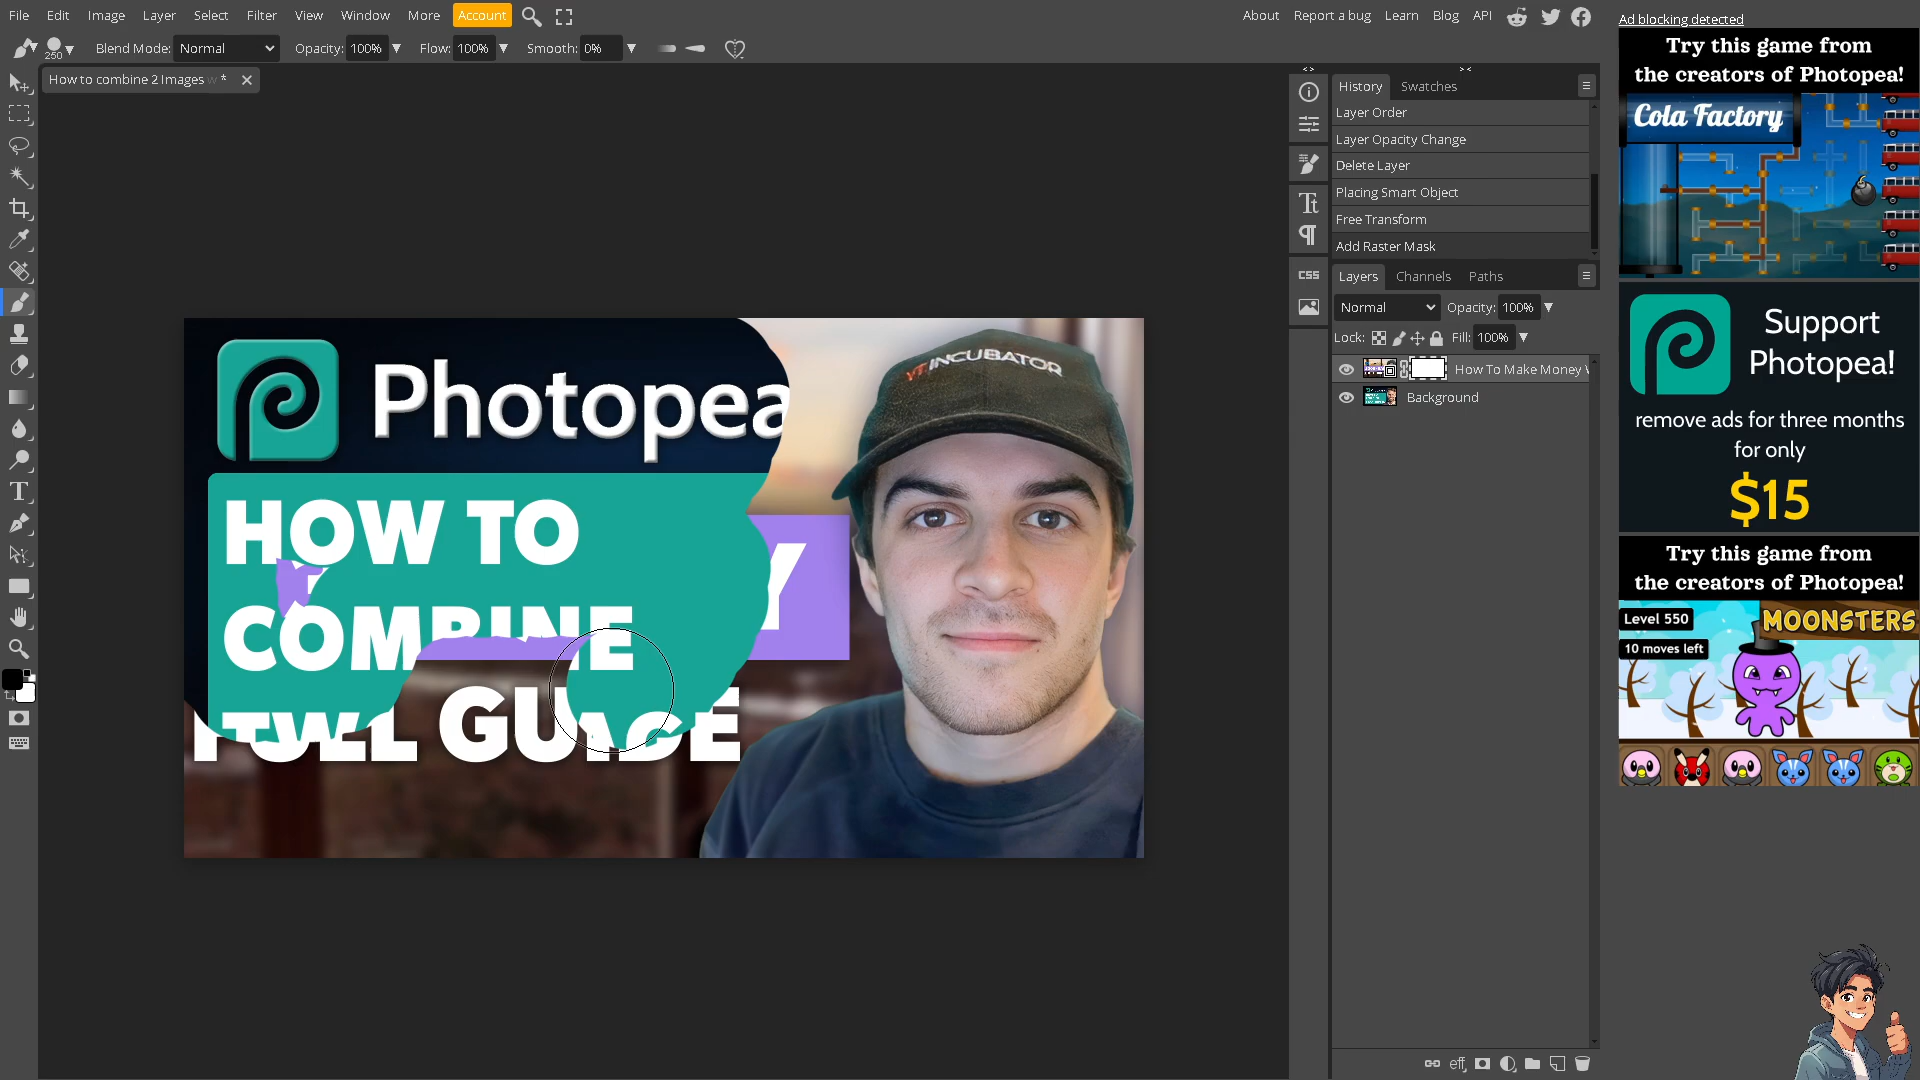 File Edit Image Layer Select Filter View Window More Account About Report a bug Learn Blog API
Ad blocking detected
250 Blend Mode: Normal Opacity: 100% Flow: 100% Smooth: 0%
How to combine 2 Images w *
History Swatches
Layer Order
Layer Opacity Change
Delete Layer
Placing Smart Object
Free Transform
Add Raster Mask
CSS
Layers Channels Paths
Normal Opacity: 100%
Lock: Fill: 100%
How To Make Money
Background
eff
Photopea
HOW TO
COMBINE
GUIDE
Y
YT INCUBATOR
Try this game from
the creators of Photopea!
Cola Factory
Support
Photopea!
remove ads for three months
for only
$15
Try this game from
the creators of Photopea!
Level 550
MOONSTERS
10 moves left